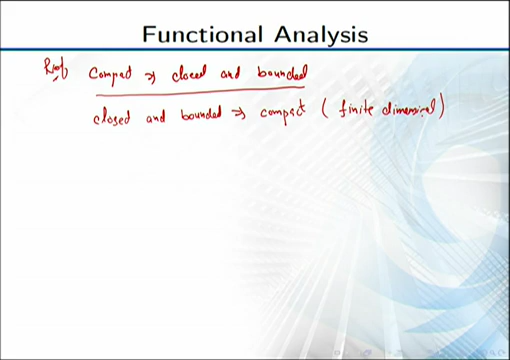 Functional Analysis
Proof: Compact ⇒ closed and bounded
closed and bounded ⇒ compact ( finite dimensional )